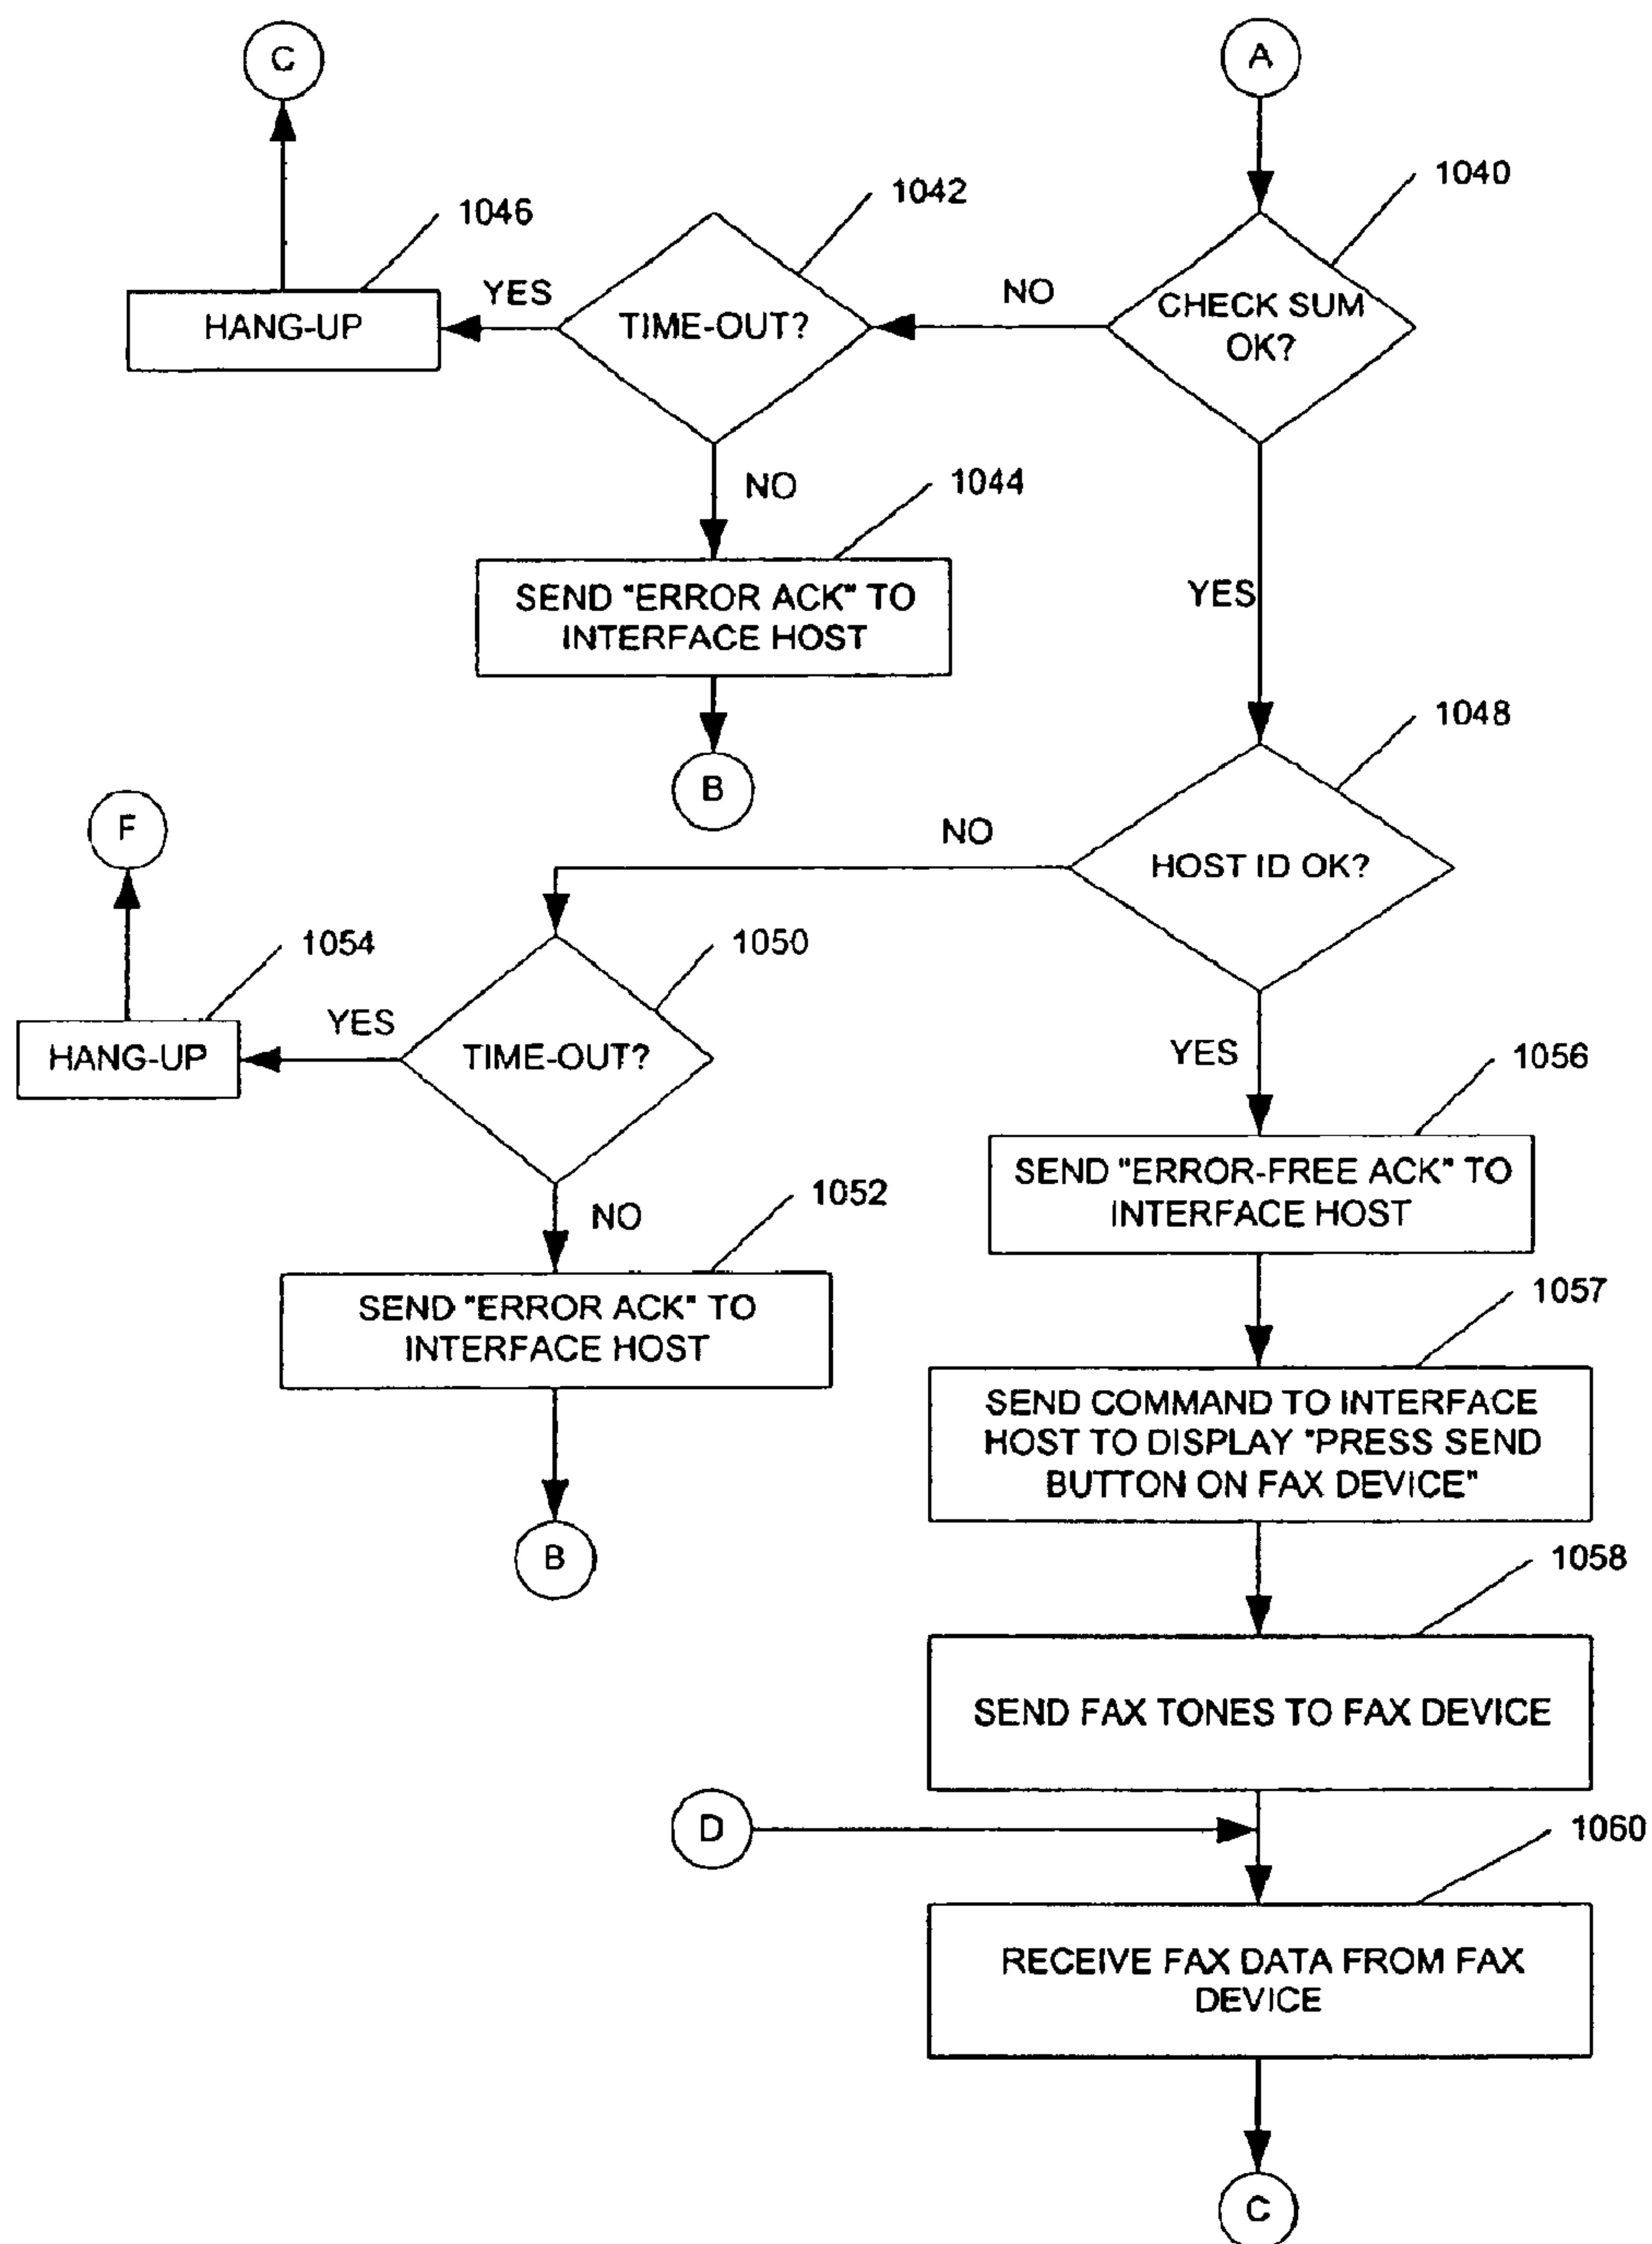 C
A
1040
1042
1046
YES
NO
HANG-UP
TIME-OUT?
CHECK SUM
OK?
NO
1044
SEND "ERROR ACK" TO
INTERFACE HOST
YES
B
1048
F
NO
HOST ID OK?
1054
1050
YES
HANG-UP
TIME-OUT?
YES
1056
SEND "ERROR-FREE ACK" TO
INTERFACE HOST
NO
1052
SEND "ERROR ACK" TO
INTERFACE HOST
1057
SEND COMMAND TO INTERFACE
HOST TO DISPLAY "PRESS SEND
BUTTON ON FAX DEVICE"
B
1058
SEND FAX TONES TO FAX DEVICE
D
1060
RECEIVE FAX DATA FROM FAX
DEVICE
C